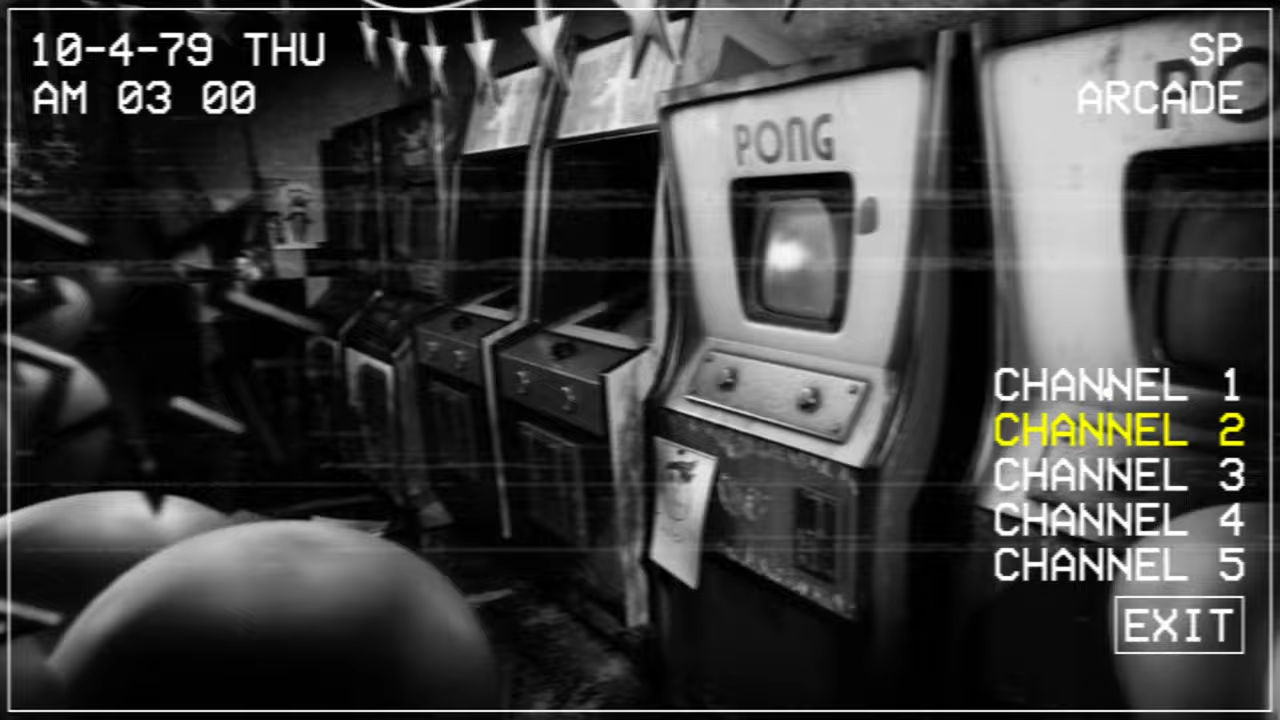 10-4-79 THU
AM 03 00
SP
ARCADE
PONG
PO
CHANNEL 1
CHANNEL 2
CHANNEL 3
CHANNEL 4
CHANNEL 5
EXIT